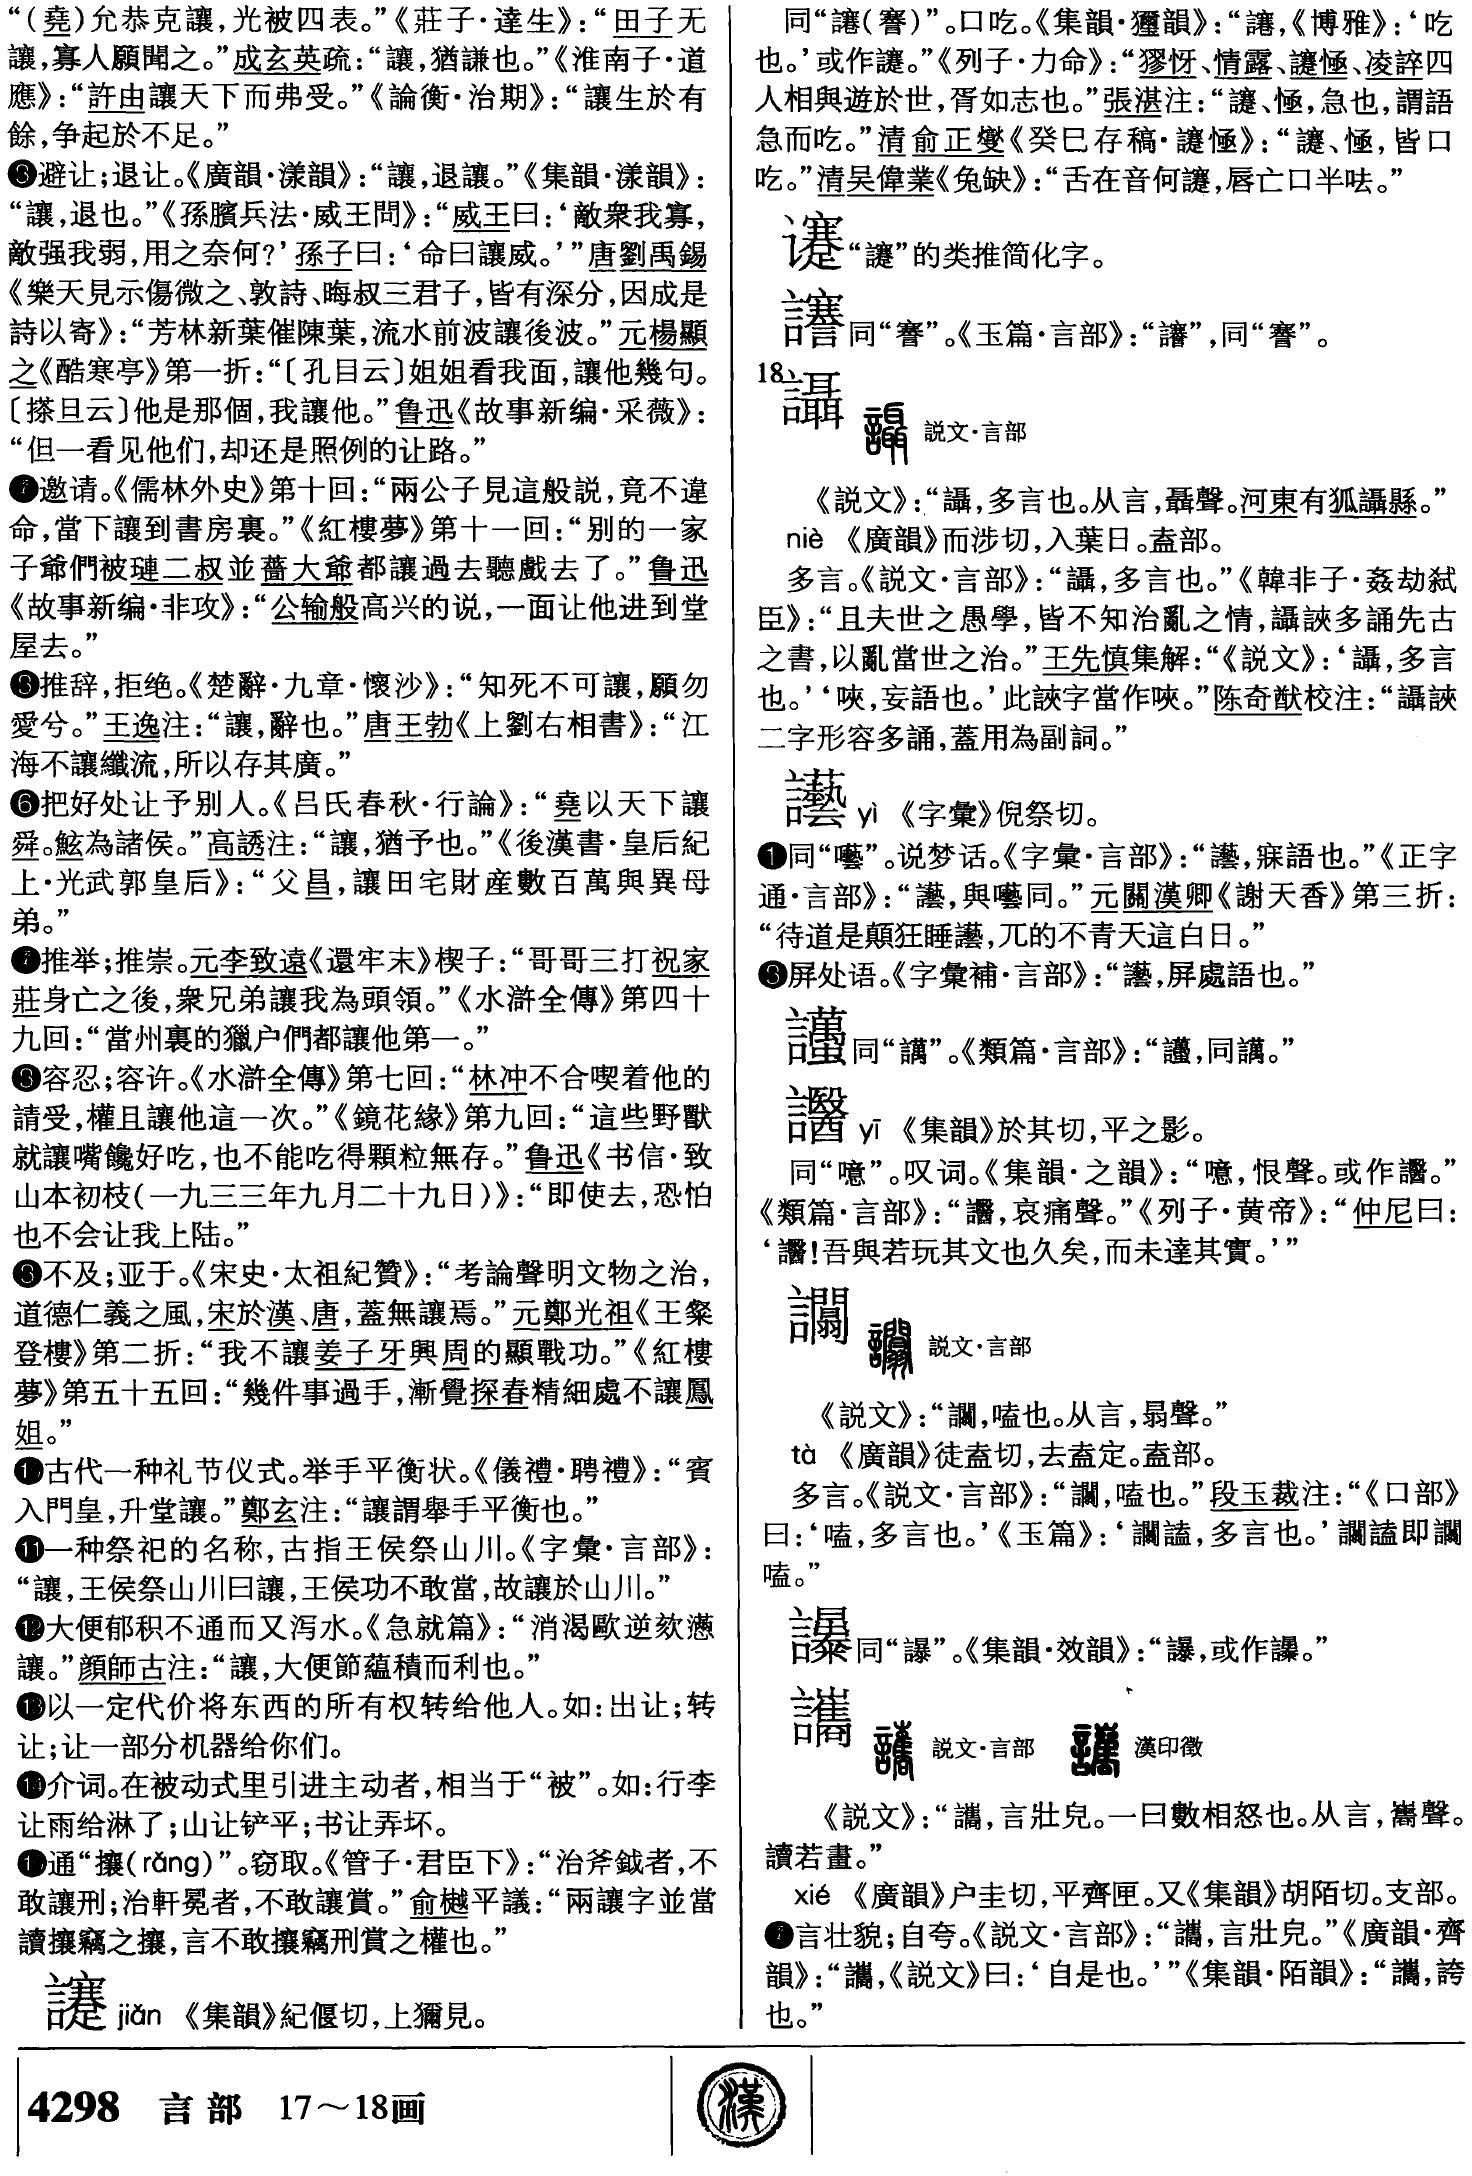 “(堯)允恭克讓，光被四表。”《莊子·達生》：“田子无
讓，寡人願聞之。”成玄英疏：“讓，猶謙也。”《淮南子·道
應》：“許由讓天下而弗受。”《論衡·治期》：“讓生於有
餘，争起於不足。”
❸避让；退让。《廣韻·漾韻》：“讓，退讓。”《集韻·漾韻》：
“讓，退也。”《孫臏兵法·威王問》：“威王曰：‘敵衆我寡，
敵强我弱，用之奈何？’孫子曰：‘命曰讓威。’”唐劉禹錫
《樂天見示傷微之、敦詩、晦叔三君子，皆有深分，因成是
詩以寄》：“芳林新葉催陳葉，流水前波讓後波。”元楊顯
之《酷寒亭》第一折：“〔孔目云〕姐姐看我面，讓他幾句。
〔搽旦云〕他是那個，我讓他。”鲁迅《故事新编·采薇》：
“但一看见他们，却还是照例的让路。”
邀请。《儒林外史》第十回：“兩公子見這般説，竟不違
命，當下讓到書房裏。”《紅樓夢》第十一回：“别的一家
子爺們被璉二叔並薔大爺都讓過去聽戲去了。”鲁迅
《故事新编·非攻》：“公输般高兴的说，一面让他进到堂
屋去。”
推辞，拒绝。《楚辭·九章·懷沙》：“知死不可讓，願勿
愛兮。”王逸注：“讓，辭也。”唐王勃《上劉右相書》：“江
海不讓纖流，所以存其廣。”
❻把好处让予别人。《吕氏春秋·行論》：“堯以天下讓
舜。鮌為諸侯。”高誘注：“讓，猶予也。”《後漢書·皇后紀
上·光武郭皇后》：“父昌，讓田宅財産數百萬與異母
弟。”
❼推举；推崇。元李致遠《還牢末》楔子：“哥哥三打祝家
莊身亡之後，衆兄弟讓我為頭領。”《水滸全傳》第四十
九回：“當州裏的獵户們都讓他第一。”
容忍；容许。《水滸全傳》第七回：“林冲不合喫着他的
請受，權且讓他這一次。”《鏡花緣》第九回：“這些野獸
就讓嘴饞好吃，也不能吃得顆粒無存。”鲁迅《书信·致
山本初枝(一九三三年九月二十九日)》：“即使去，恐怕
也不会让我上陆。”
不及；亚于。《宋史·太祖紀贊》：“考論聲明文物之治，
道德仁義之風，宋於漢、唐，蓋無讓焉。”元鄭光祖《王粲
登樓》第二折：“我不讓姜子牙興周的顯戰功。”《紅樓
夢》第五十五回：“幾件事過手，漸覺探春精細處不讓鳳
姐。”
古代一种礼节仪式。举手平衡状。《儀禮·聘禮》：“賓
入門皇，升堂讓。”鄭玄注：“讓謂舉手平衡也。”
⓫一种祭祀的名称，古指王侯祭山川。《字彙·言部》：
“讓，王侯祭山川曰讓，王侯功不敢當，故讓於山川。”
⓬大便郁积不通而又泻水。《急就篇》：“消渴歐逆欬懣
讓。”顔師古注：“讓，大便節蘊積而利也。”
⓭以一定代价将东西的所有权转给他人。如：出让；转
让；让一部分机器给你们。
⓮介词。在被动式里引进主动者，相当于“被”。如：行李
让雨给淋了；山让铲平；书让弄坏。
通“攘(rǎng)”。窃取。《管子·君臣下》：“治斧鉞者，不
敢讓刑；治軒冕者，不敢讓賞。”俞樾平議：“兩讓字並當
讀攘竊之攘，言不敢攘竊刑賞之權也。”
讓 jiǎn 《集韻》紀偃切，上獮見。
同“𧬯(謇)”。口吃。《集韻·獮韻》：“𧬯，《博雅》：‘吃
也。’或作謇。”《列子·力命》：“㺒㤉、情露、𧮈㥛、凌誶四
人相與遊於世，胥如志也。”張湛注：“𧮈、㥛，急也，謂語
急而吃。”清俞正燮《癸巳存稿·𧮈㥛》：“𧮈、㥛，皆口
吃。”清吴偉業《兔缺》：“舌在音何𧮈，唇亡口半呿。”
“𧮈”的类推简化字。
同“謇”。《玉篇·言部》：同“謇”。
18
讘 説文·言部
《説文》：“讘，多言也。从言，聶聲。河東有狐讘縣。”
niè 《廣韻》而涉切，入葉日。盍部。
多言。《説文·言部》：“讘，多言也。”《韓非子·姦劫弑
臣》：“且夫世之愚學，皆不知治亂之情，讘䛟多誦先古
之書，以亂當世之治。”王先慎集解：“《説文》：‘讘，多言
也。’‘唊，妄語也。’此䛟字當作唊。”陈奇猷校注：“讘䛟
二字形容多誦，蓋用為副詞。”
讛 yì 《字彙》倪祭切。
❶同“囈”。说梦话。《字彙·言部》：“讛，寐語也。”《正字
通·言部》：“讛，與囈同。”元關漢卿《謝天香》第三折：
“待道是顛狂睡讛，兀的不青天這白日。”
屏处语。《字彙補·言部》：“讛，屏處語也。”
同“譪”。《類篇·言部》：
譩 yī 《集韻》於其切，平之影。
同“噫”。叹词。《集韻·之韻》：“噫，恨聲。或作𧮒。”
《類篇·言部》：“𧮒，哀痛聲。”《列子·黄帝》：“仲尼曰：
‘𧮒！吾與若玩其文也久矣，而未達其實。’”
𧮑 説文·言部
《説文》：“𧮑，嗑也。从言，㬮聲。”
tà 《廣韻》徒盍切，去盍定。盍部。
多言。《説文·言部》：“𧮑，嗑也。”段玉裁注：“《口部》
曰：‘嗑，多言也。’《玉篇》：‘𧮑譫，多言也。’𧮑譫即𧮑
嗑。”
同“謈”。《集韻·效韻》：
讗 説文·言部 漢印徵
《説文》：“讗，言壯皃。一曰數相怒也。从言，巂聲。
讀若畫。”
xié 《廣韻》户圭切，平齊匣。又《集韻》胡陌切。支部。
言壮貌；自夸。《説文·言部》：“讗，言壯皃。”《廣韻·齊
韻》：“讗，《説文》曰：‘自是也。’”《集韻·陌韻》：“讗，誇
也。”
4298 言部 17～18画
漢